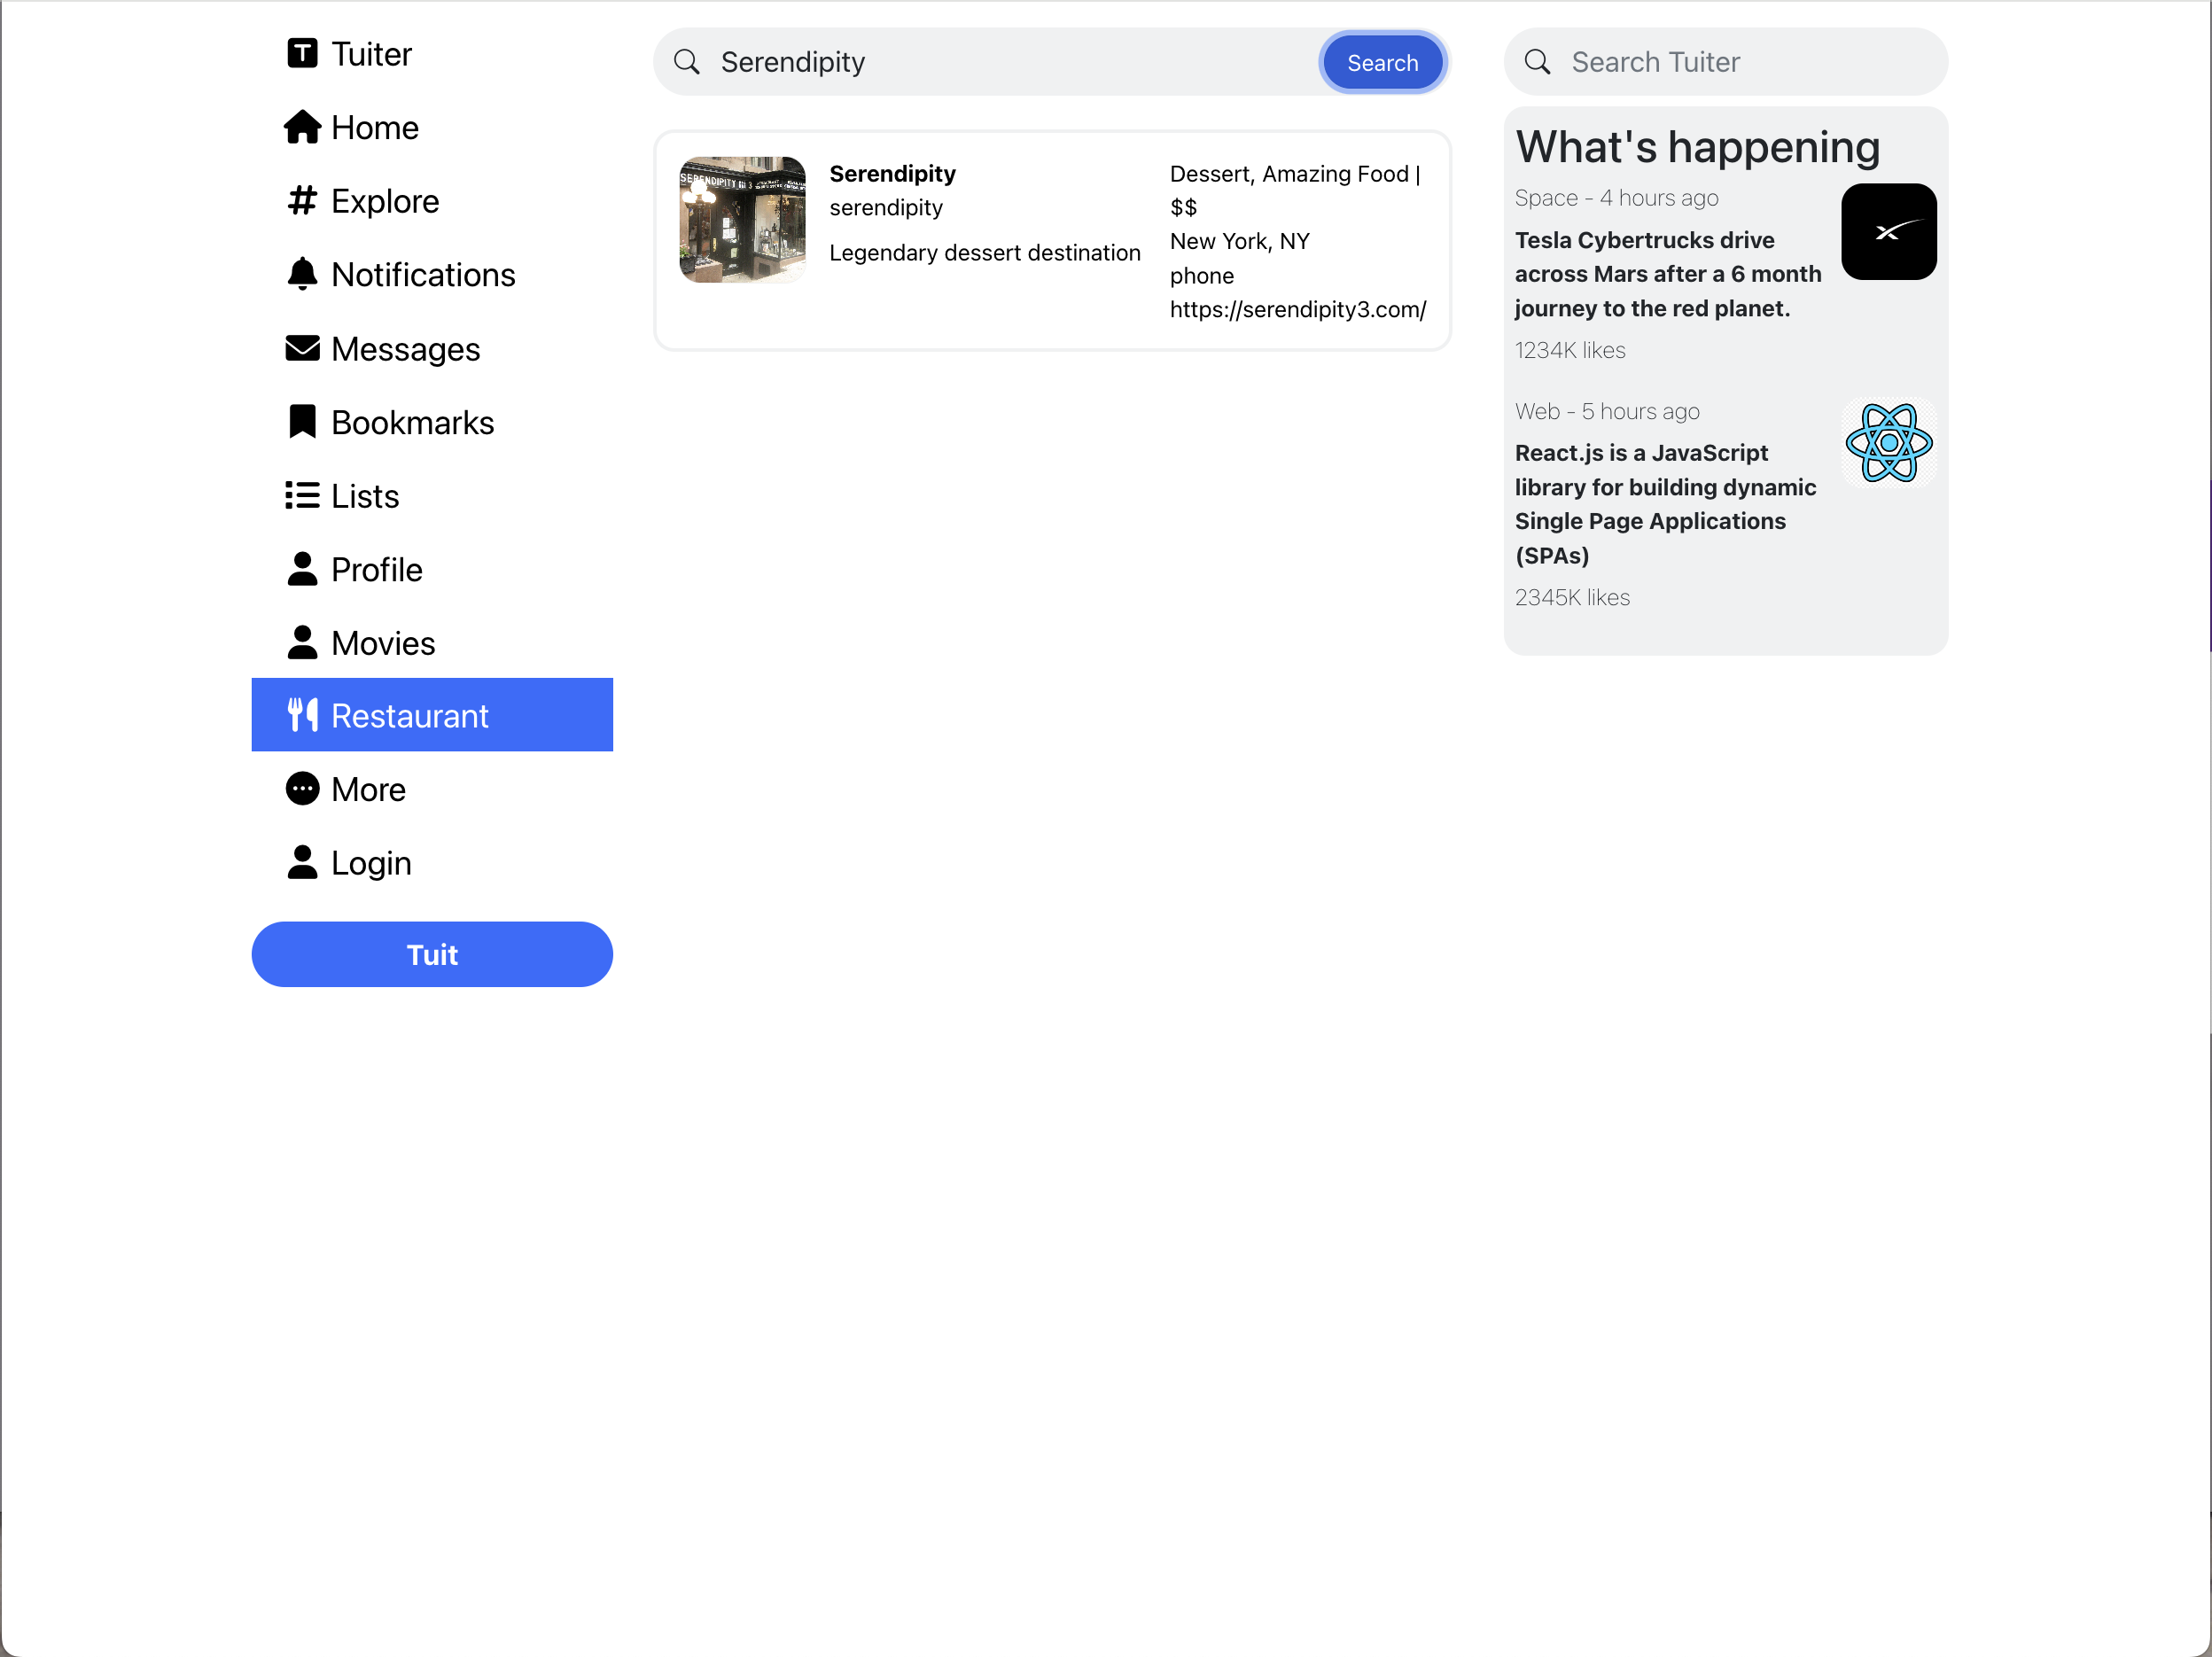 Tuiter
Home
Explore
Notifications
Messages
Bookmarks
Lists
Profile
Movies
Restaurant
More
Login
Tuit
Serendipity
Search
SERENDIPITY 3
Serendipity
serendipity
Legendary dessert destination
Dessert, Amazing Food |
$$
New York, NY
phone
https://serendipity3.com/
Search Tuiter
What's happening
Space - 4 hours ago
Tesla Cybertrucks drive
across Mars after a 6 month
journey to the red planet.
1234K likes
Web - 5 hours ago
React.js is a JavaScript
library for building dynamic
Single Page Applications
(SPAs)
2345K likes